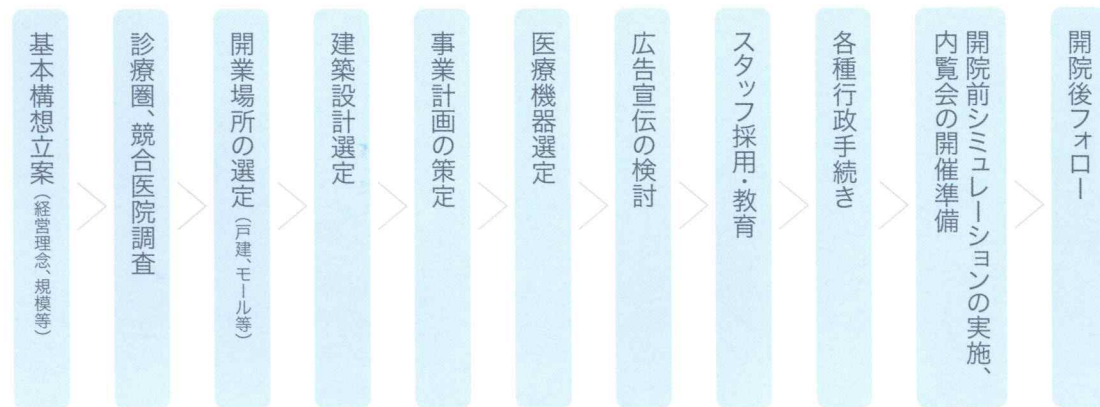 基本構想立案（経営理念、規模等）
診療圏、競合医院調査
開業場所の選定（戸建、モール等）
建築設計選定
事業計画の策定
医療機器選定
広告宣伝の検討
スタッフ採用・教育
各種行政手続き
開院前シミュレーションの実施、
内覧会の開催準備
開院後フォロー